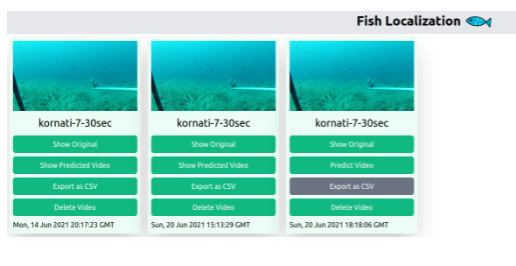 Fish Localization
kornati-7-30sec
Show Original
Show Predicted Video
Export as CSV
Delete Video
Mon, 14 Jun 2021 20:17:23 GMT
kornati-7-30sec
Show Original
Show Predicted Video
Export as CSV
Delete Video
Sun, 20 Jun 2021 15:13:29 GMT
kornati-7-30sec
Show Original
Predict Video
Export as CSV
Delete Video
Sun, 20 Jun 2021 18:18:06 GMT